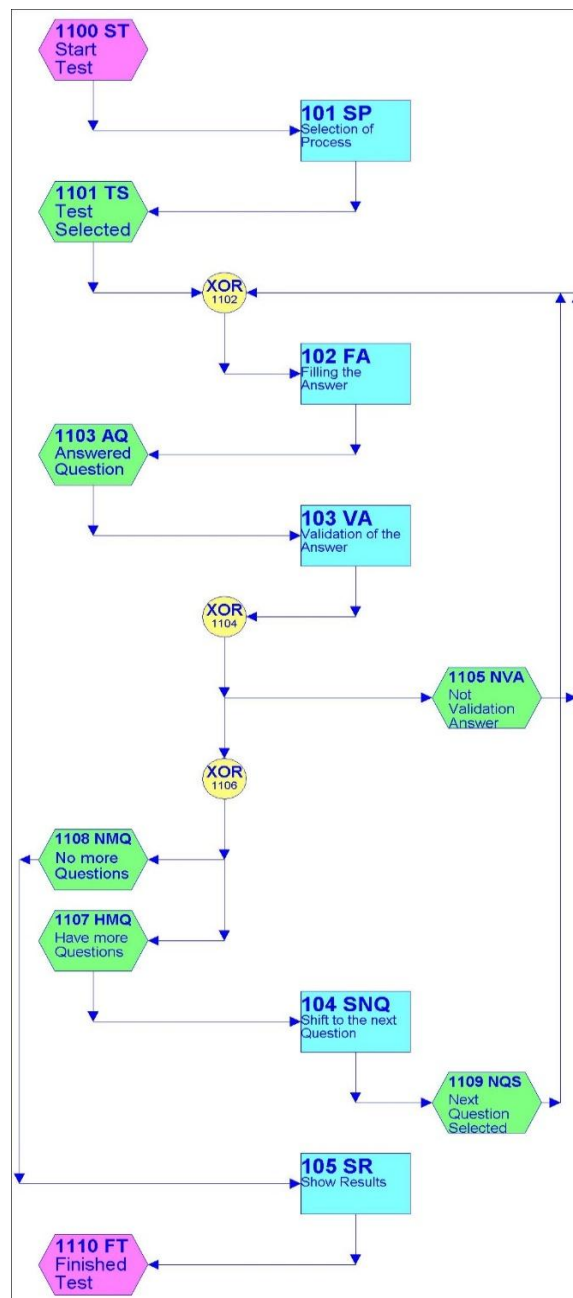 1100 ST
Start
Test
101 SP
Selection of
Process
1101 TS
Test
Selected
XOR
1102
102 FA
Filling the
Answer
1103 AQ
Answered
Question
103 VA
Validation of the
Answer
XOR
1104
1105 NVA
Not
Validation
Answer
XOR
1106
1108 NMQ
No more
Questions
1107 HMQ
Have more
Questions
104 SNQ
Shift to the next
Question
1109 NQS
Next
Question
Selected
105 SR
Show Results
1110 FT
Finished
Test